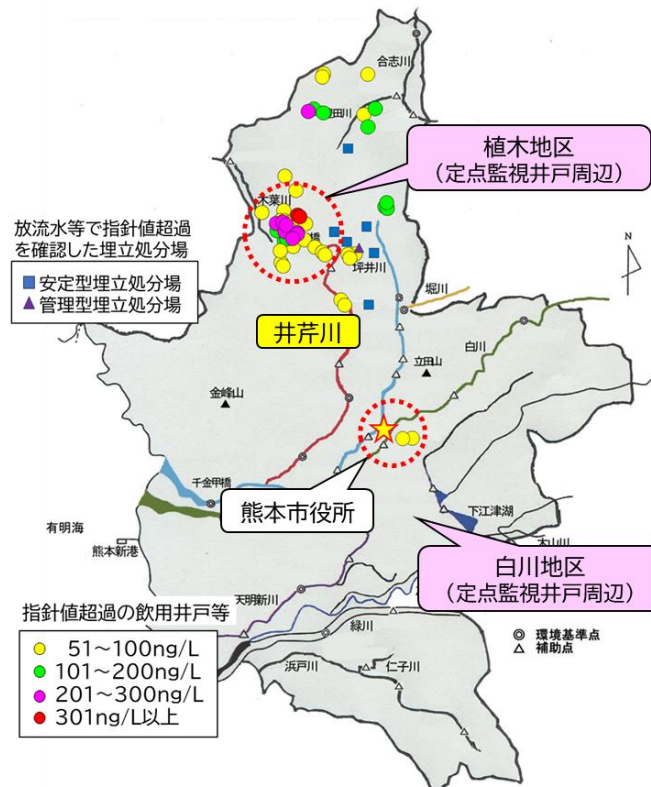 合志川
植木地区
（定点監視井戸周辺）
木葉川
放流水等で指針値超過
を確認した埋立処分場
安定型埋立処分場
管理型埋立処分場
坪井川
堀川
N
井芹川
白川
立田山
金峰山
千金甲橋
熊本市役所
下江津湖
有明海
熊本新港
木山川
白川地区
（定点監視井戸周辺）
天明新川
指針値超過の飲用井戸等
緑川
51～100ng/L
101～200ng/L
201～300ng/L
301ng/L以上
環境基準点
補助点
浜戸川
仁子川